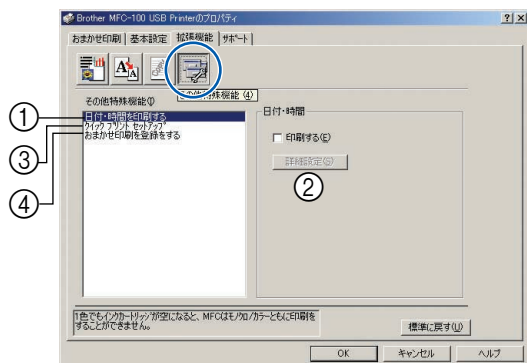 Brother MFC-100 USB Printerのプロパティ
おまかせ印刷 基本設定 拡張機能 サポート
その他特殊機能(I)
その他特殊機能 (4)
日付・時間
① 日付・時間を印刷する
③ クイック プリント セットアップ
④ おまかせ印刷を登録をする
印刷する(E)
詳細設定(S)
②
1色でもインクカートリッジが空になると、MFCはモノクロ/カラーともに印刷を
することができません。
標準に戻す(U)
OK キャンセル ヘルプ